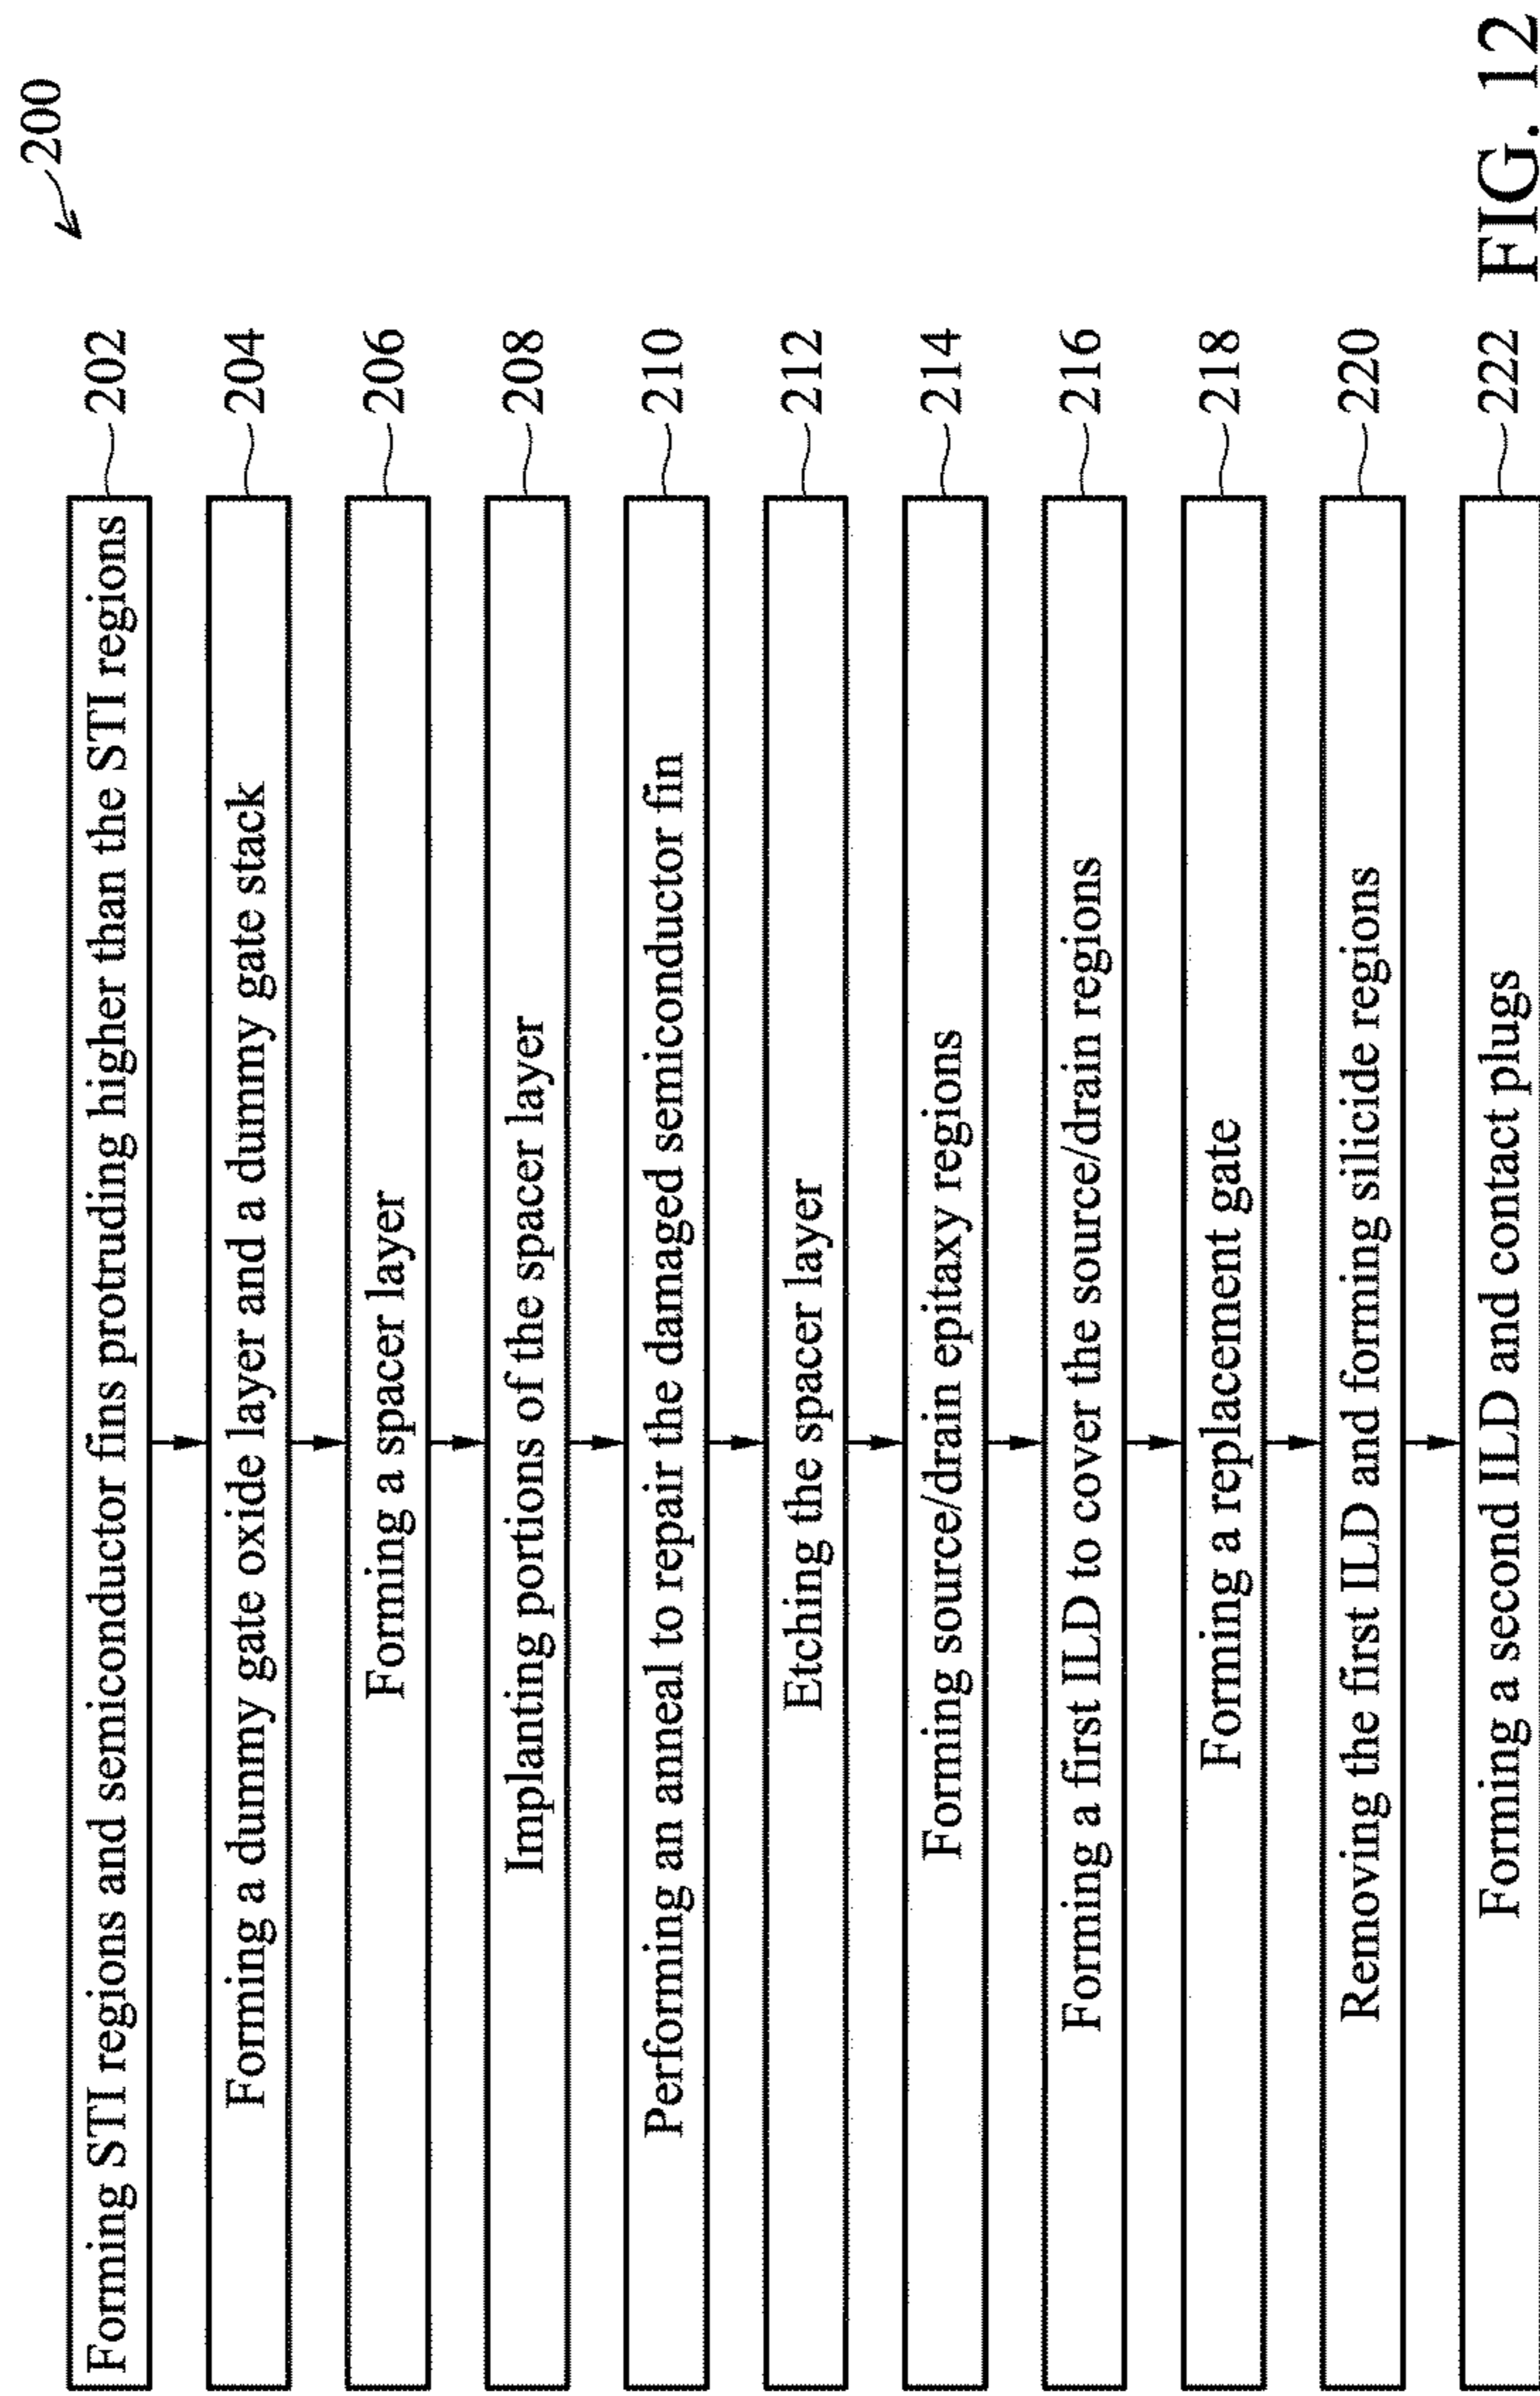 200
Forming STI regions and semiconductor fins protruding higher than the STI regions 202
Forming a dummy gate oxide layer and a dummy gate stack 204
Forming a spacer layer 206
Implanting portions of the spacer layer 208
Performing an anneal to repair the damaged semiconductor fin 210
Etching the spacer layer 212
Forming source/drain epitaxy regions 214
Forming a first ILD to cover the source/drain regions 216
Forming a replacement gate 218
Removing the first ILD and forming silicide regions 220
Forming a second ILD and contact plugs 222
FIG. 12